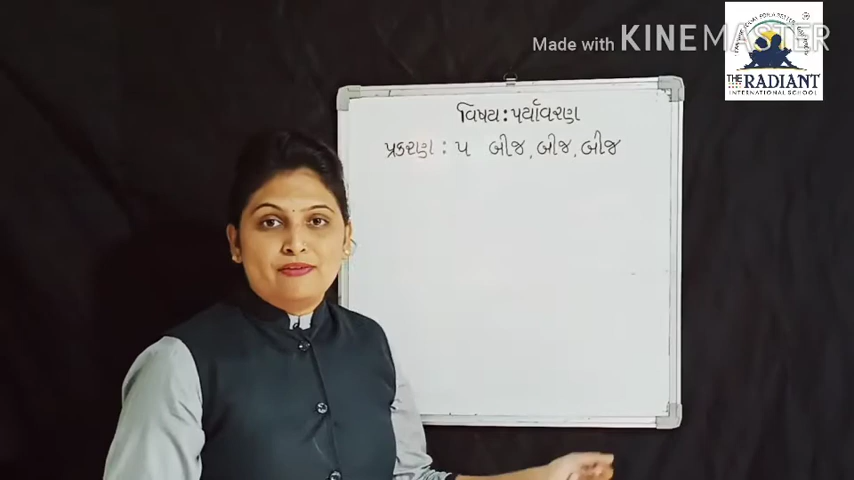 Made with KINEMASTER
THE RADIANT
INTERNATIONAL SCHOOL
વિષય : પર્યાવરણ
પ્રકરણ : ૫ બીજ, બીજ, બીજ